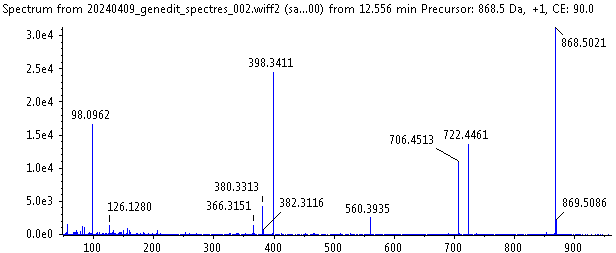 Spectrum from 20240409_genedit_spectres_002.wiff2 (sa...00) from 12.556 min Precursor: 868.5 Da, +1, CE: 90.0
3.0e4
868.5021
398.3411
2.5e4
2.0e4
98.0962
1.5e4
706.4513
722.4461
1.0e4
380.3313
5.0e3
126.1280
366.3151
382.3116
560.3935
869.5086
0.0e0
100 200 300 400 500 600 700 800 900